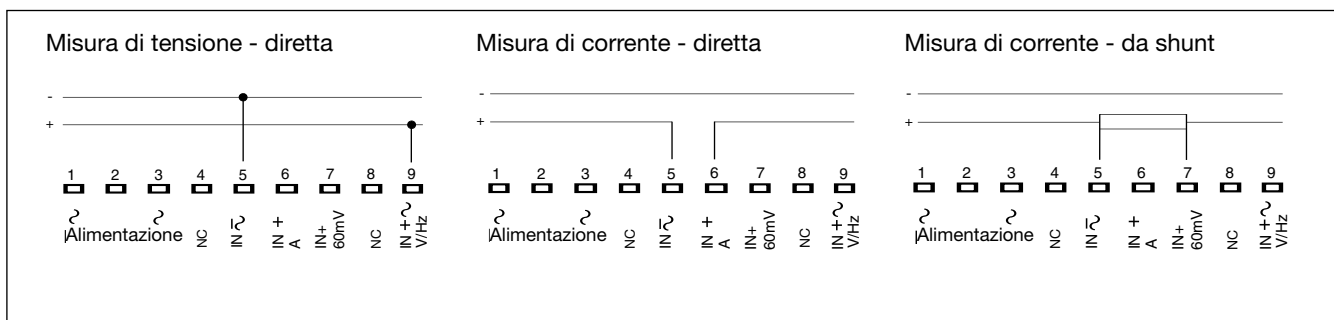 Misura di tensione - diretta
-
+
1 2 3 4 5 6 7 8 9
Alimentazione
NC
IN
IN +
A
IN+
60mV
NC
IN +
V/Hz
Misura di corrente - diretta
-
+
1 2 3 4 5 6 7 8 9
Alimentazione
NC
IN
IN +
A
IN+
60mV
NC
IN +
V/Hz
Misura di corrente - da shunt
-
+
1 2 3 4 5 6 7 8 9
Alimentazione
NC
IN
IN +
A
IN+
60mV
NC
IN +
V/Hz